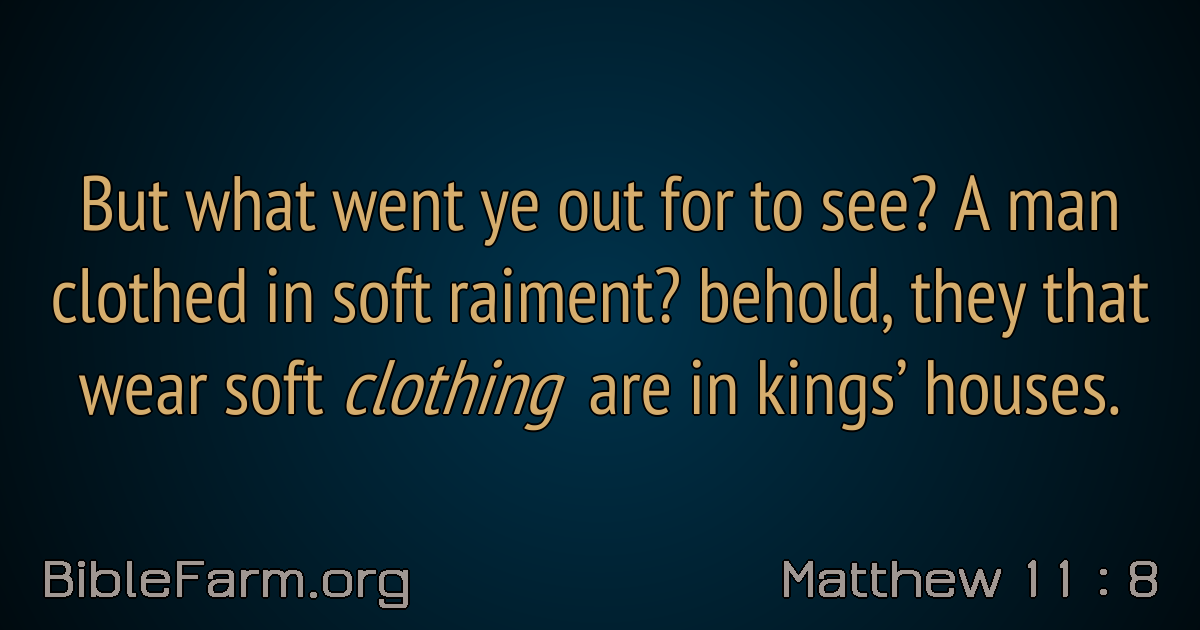 But what went ye out for to see? A man
clothed in soft raiment? behold, they that
wear soft clothing are in kings’ houses.
BibleFarm.org
Matthew 11 : 8